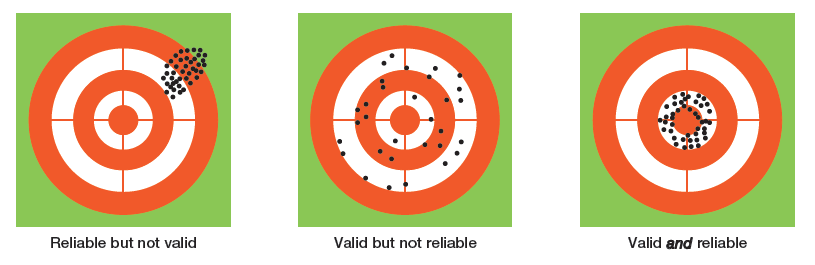 Reliable but not valid
Valid but not reliable
Valid and reliable